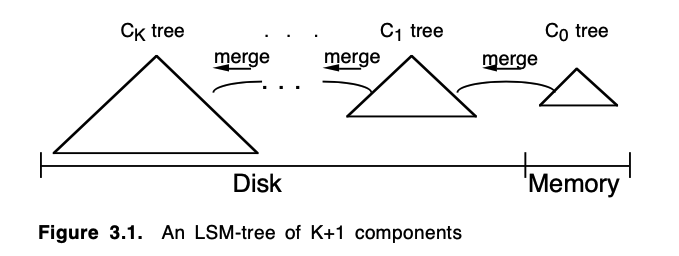 C_K tree . . . C_1 tree C_0 tree
merge merge merge
. . .
Disk Memory
Figure 3.1. An LSM-tree of K+1 components